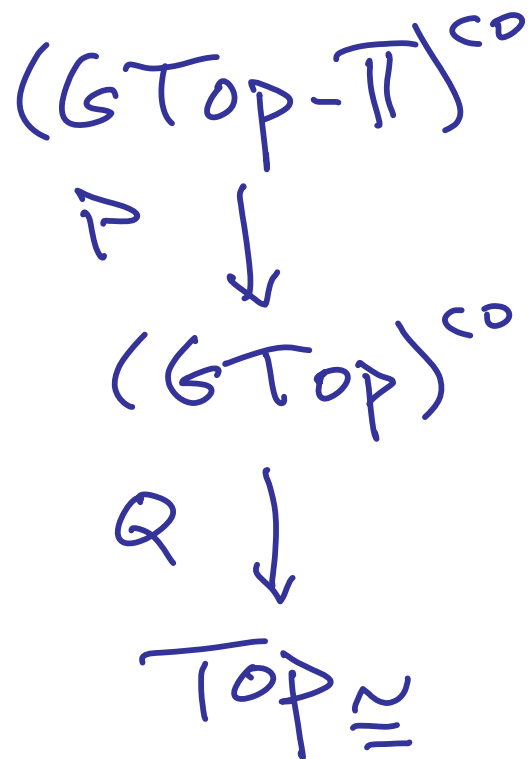 (GTop-𝕋)^co
P ↓
(GTop)^co
Q ↓
Top≅